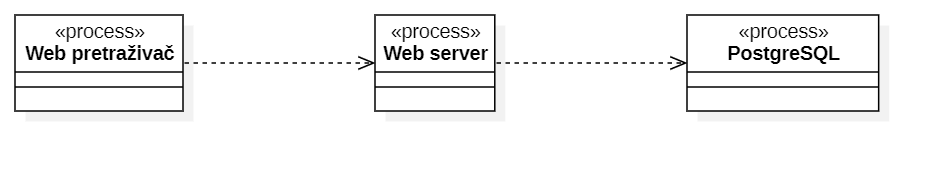 «process»
Web pretraživač
«process»
Web server
«process»
PostgreSQL